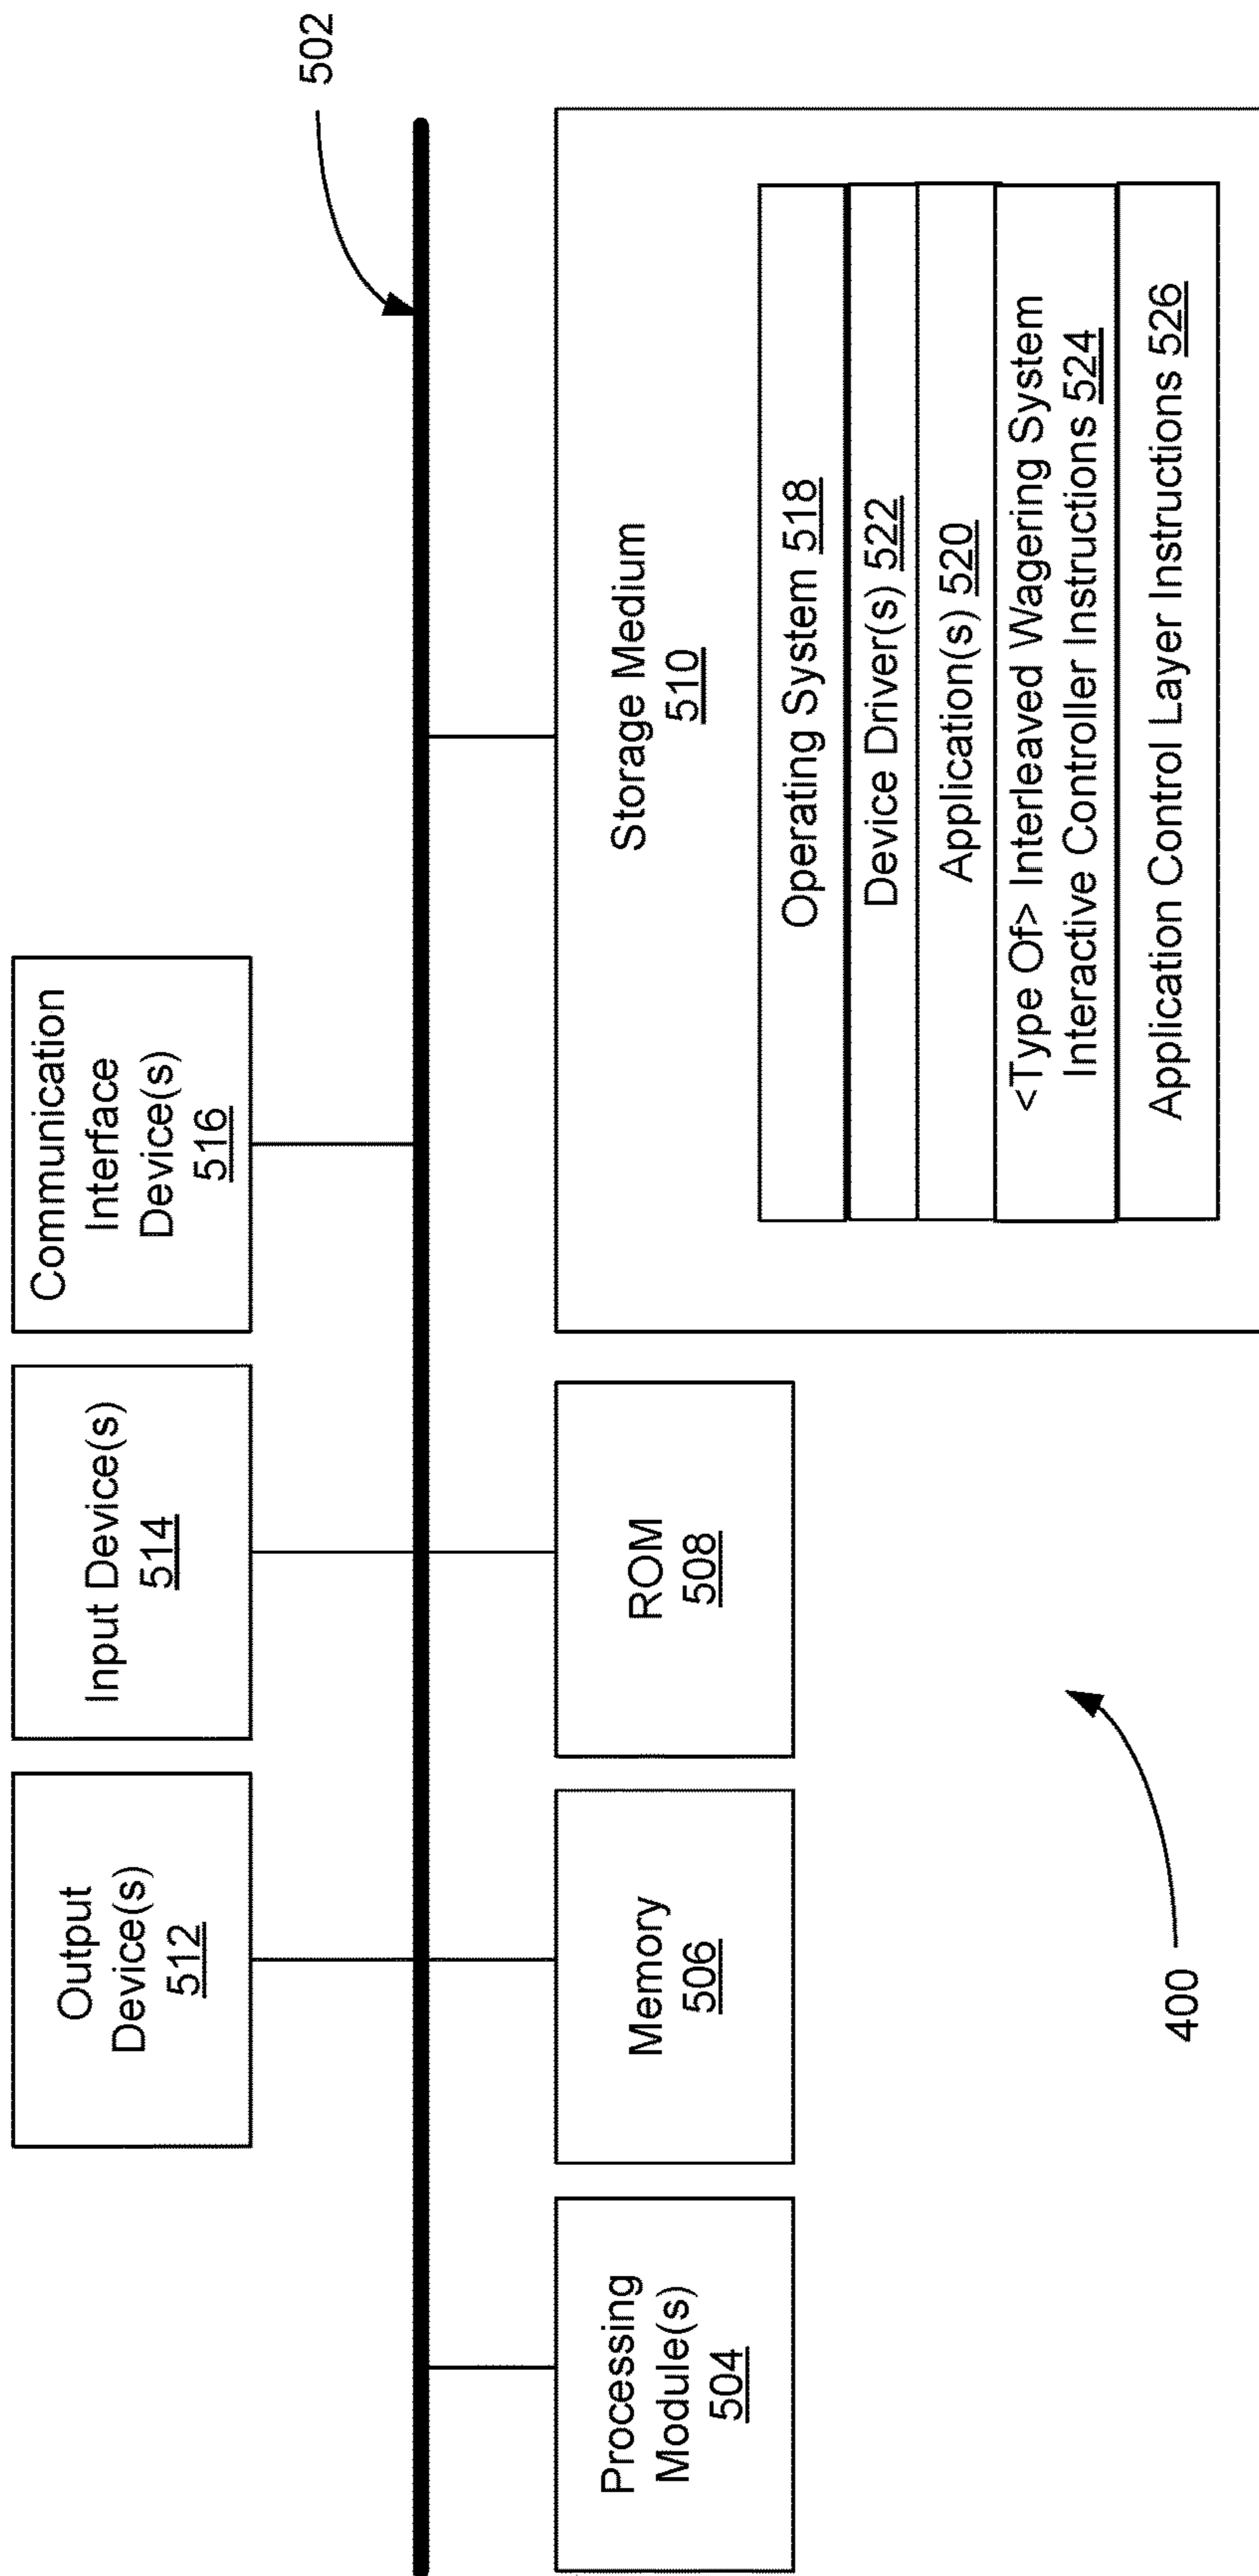 502
Output
Device(s)
512
Input Device(s)
514
Communication
Interface
Device(s)
516
Processing
Module(s)
504
Memory
506
ROM
508
Storage Medium
510
Operating System 518
Device Driver(s) 522
Application(s) 520
<Type Of> Interleaved Wagering System
Interactive Controller Instructions 524
Application Control Layer Instructions 526
400